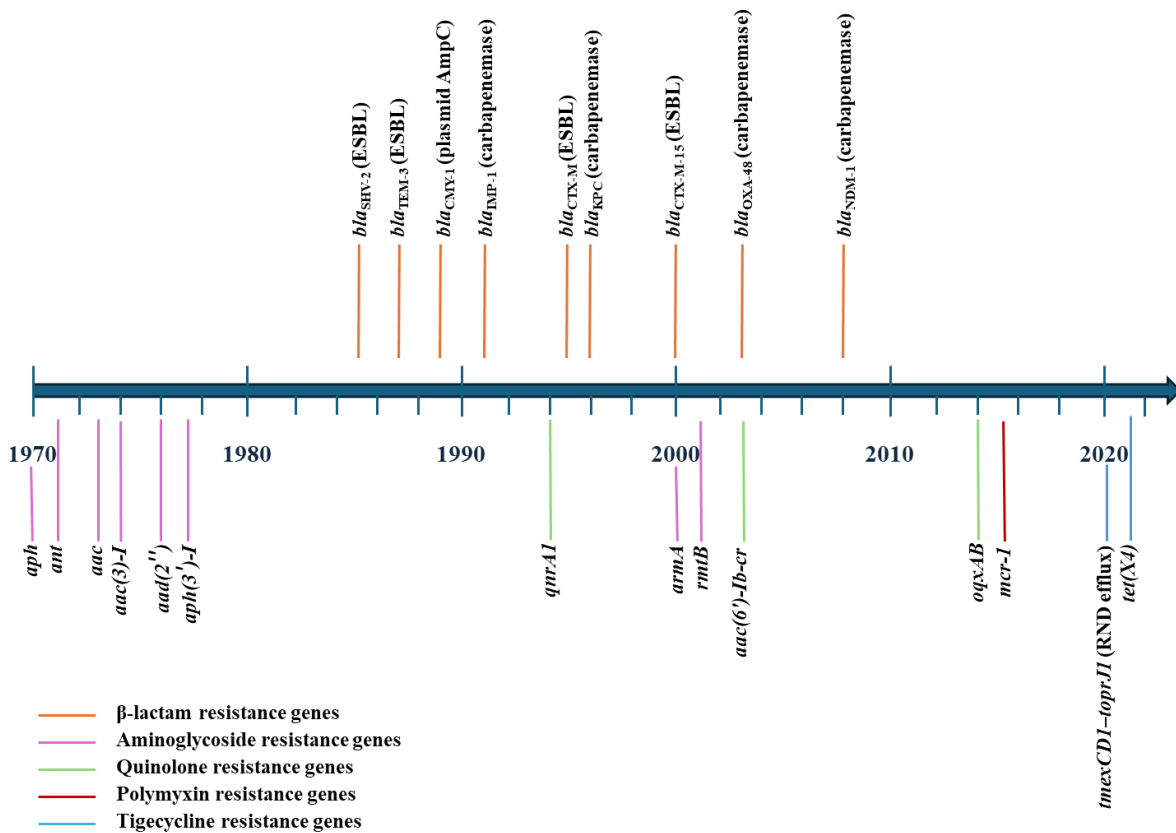 blaSHV-2 (ESBL)
blaTEM-3 (ESBL)
blaCMY-1 (plasmid AmpC)
blaIMP-1 (carbapenemase)
blaCTX-M (ESBL)
blaKPC (carbapenemase)
blaCTX-M-15 (ESBL)
blaOXA-48 (carbapenemase)
blaNDM-1 (carbapenemase)
1970
1980
1990
2000
2010
2020
aph
ant
aac
aac(3)-I
aad(2'')
aph(3')-I
qnrA1
armA
rmtB
aac(6')-Ib-cr
oqxAB
mcr-1
tmexCD1–toprJ1 (RND efflux)
tet(X4)
β-lactam resistance genes
Aminoglycoside resistance genes
Quinolone resistance genes
Polymyxin resistance genes
Tigecycline resistance genes